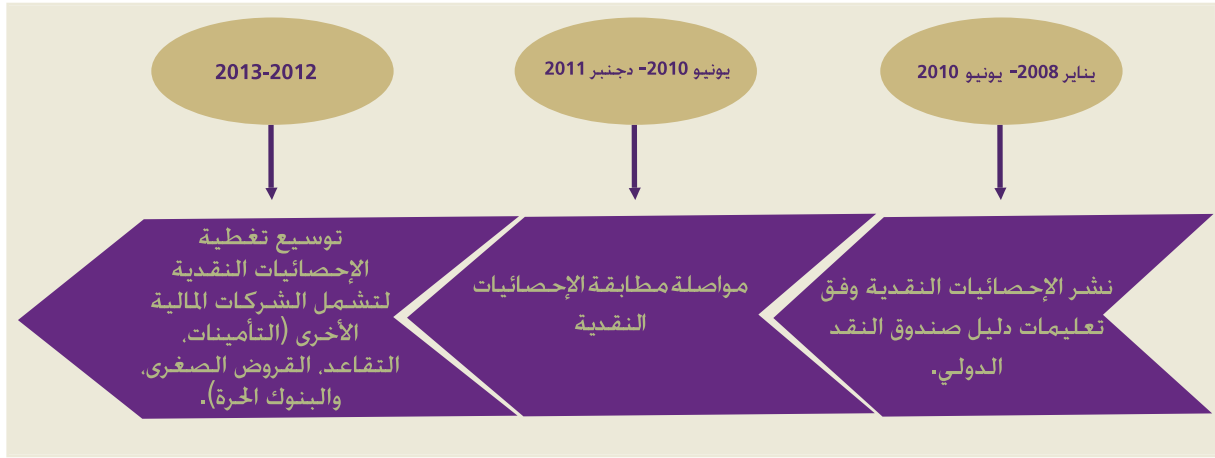 يناير 2008- يونيو 2010
نشر الإحصائيات النقدية وفق
تعليمات دليل صندوق النقد
الدولي.
يونيو 2010- دجنبر 2011
مواصلة مطابقة الإحصائيات
النقدية
2013-2012
توسيع تغطية
الإحصائيات النقدية
لتشمل الشركات المالية
الأخرى (التأمينات،
التقاعد، القروض الصغرى،
والبنوك الحرة).